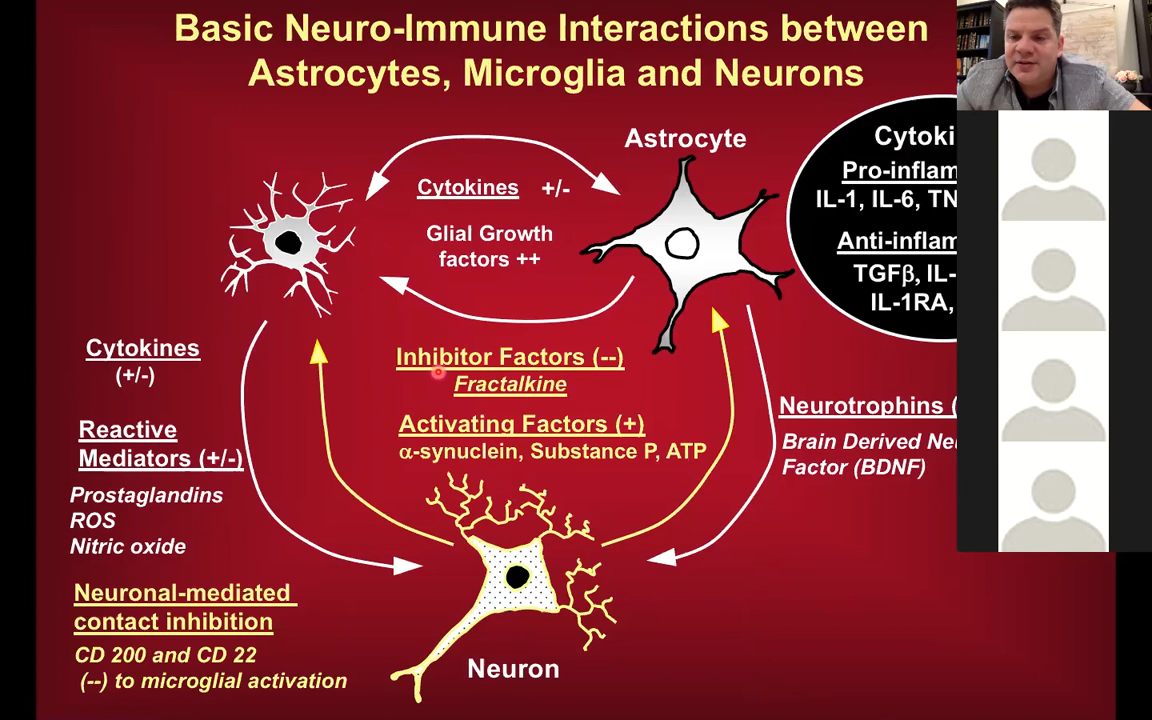 Basic Neuro-Immune Interactions between
Astrocytes, Microglia and Neurons
Astrocyte
Cytokines +/-
Glial Growth
factors ++
Cytoki
Pro-inflam
IL-1, IL-6, TN
Anti-inflam
TGFβ, IL-
IL-1RA,
Cytokines
(+/-)
Reactive
Mediators (+/-)
Prostaglandins
ROS
Nitric oxide
Inhibitor Factors (--)
Fractalkine
Activating Factors (+)
α-synuclein, Substance P, ATP
Neurotrophins (
Brain Derived Neu
Factor (BDNF)
Neuronal-mediated
contact inhibition
CD 200 and CD 22
(--) to microglial activation
Neuron